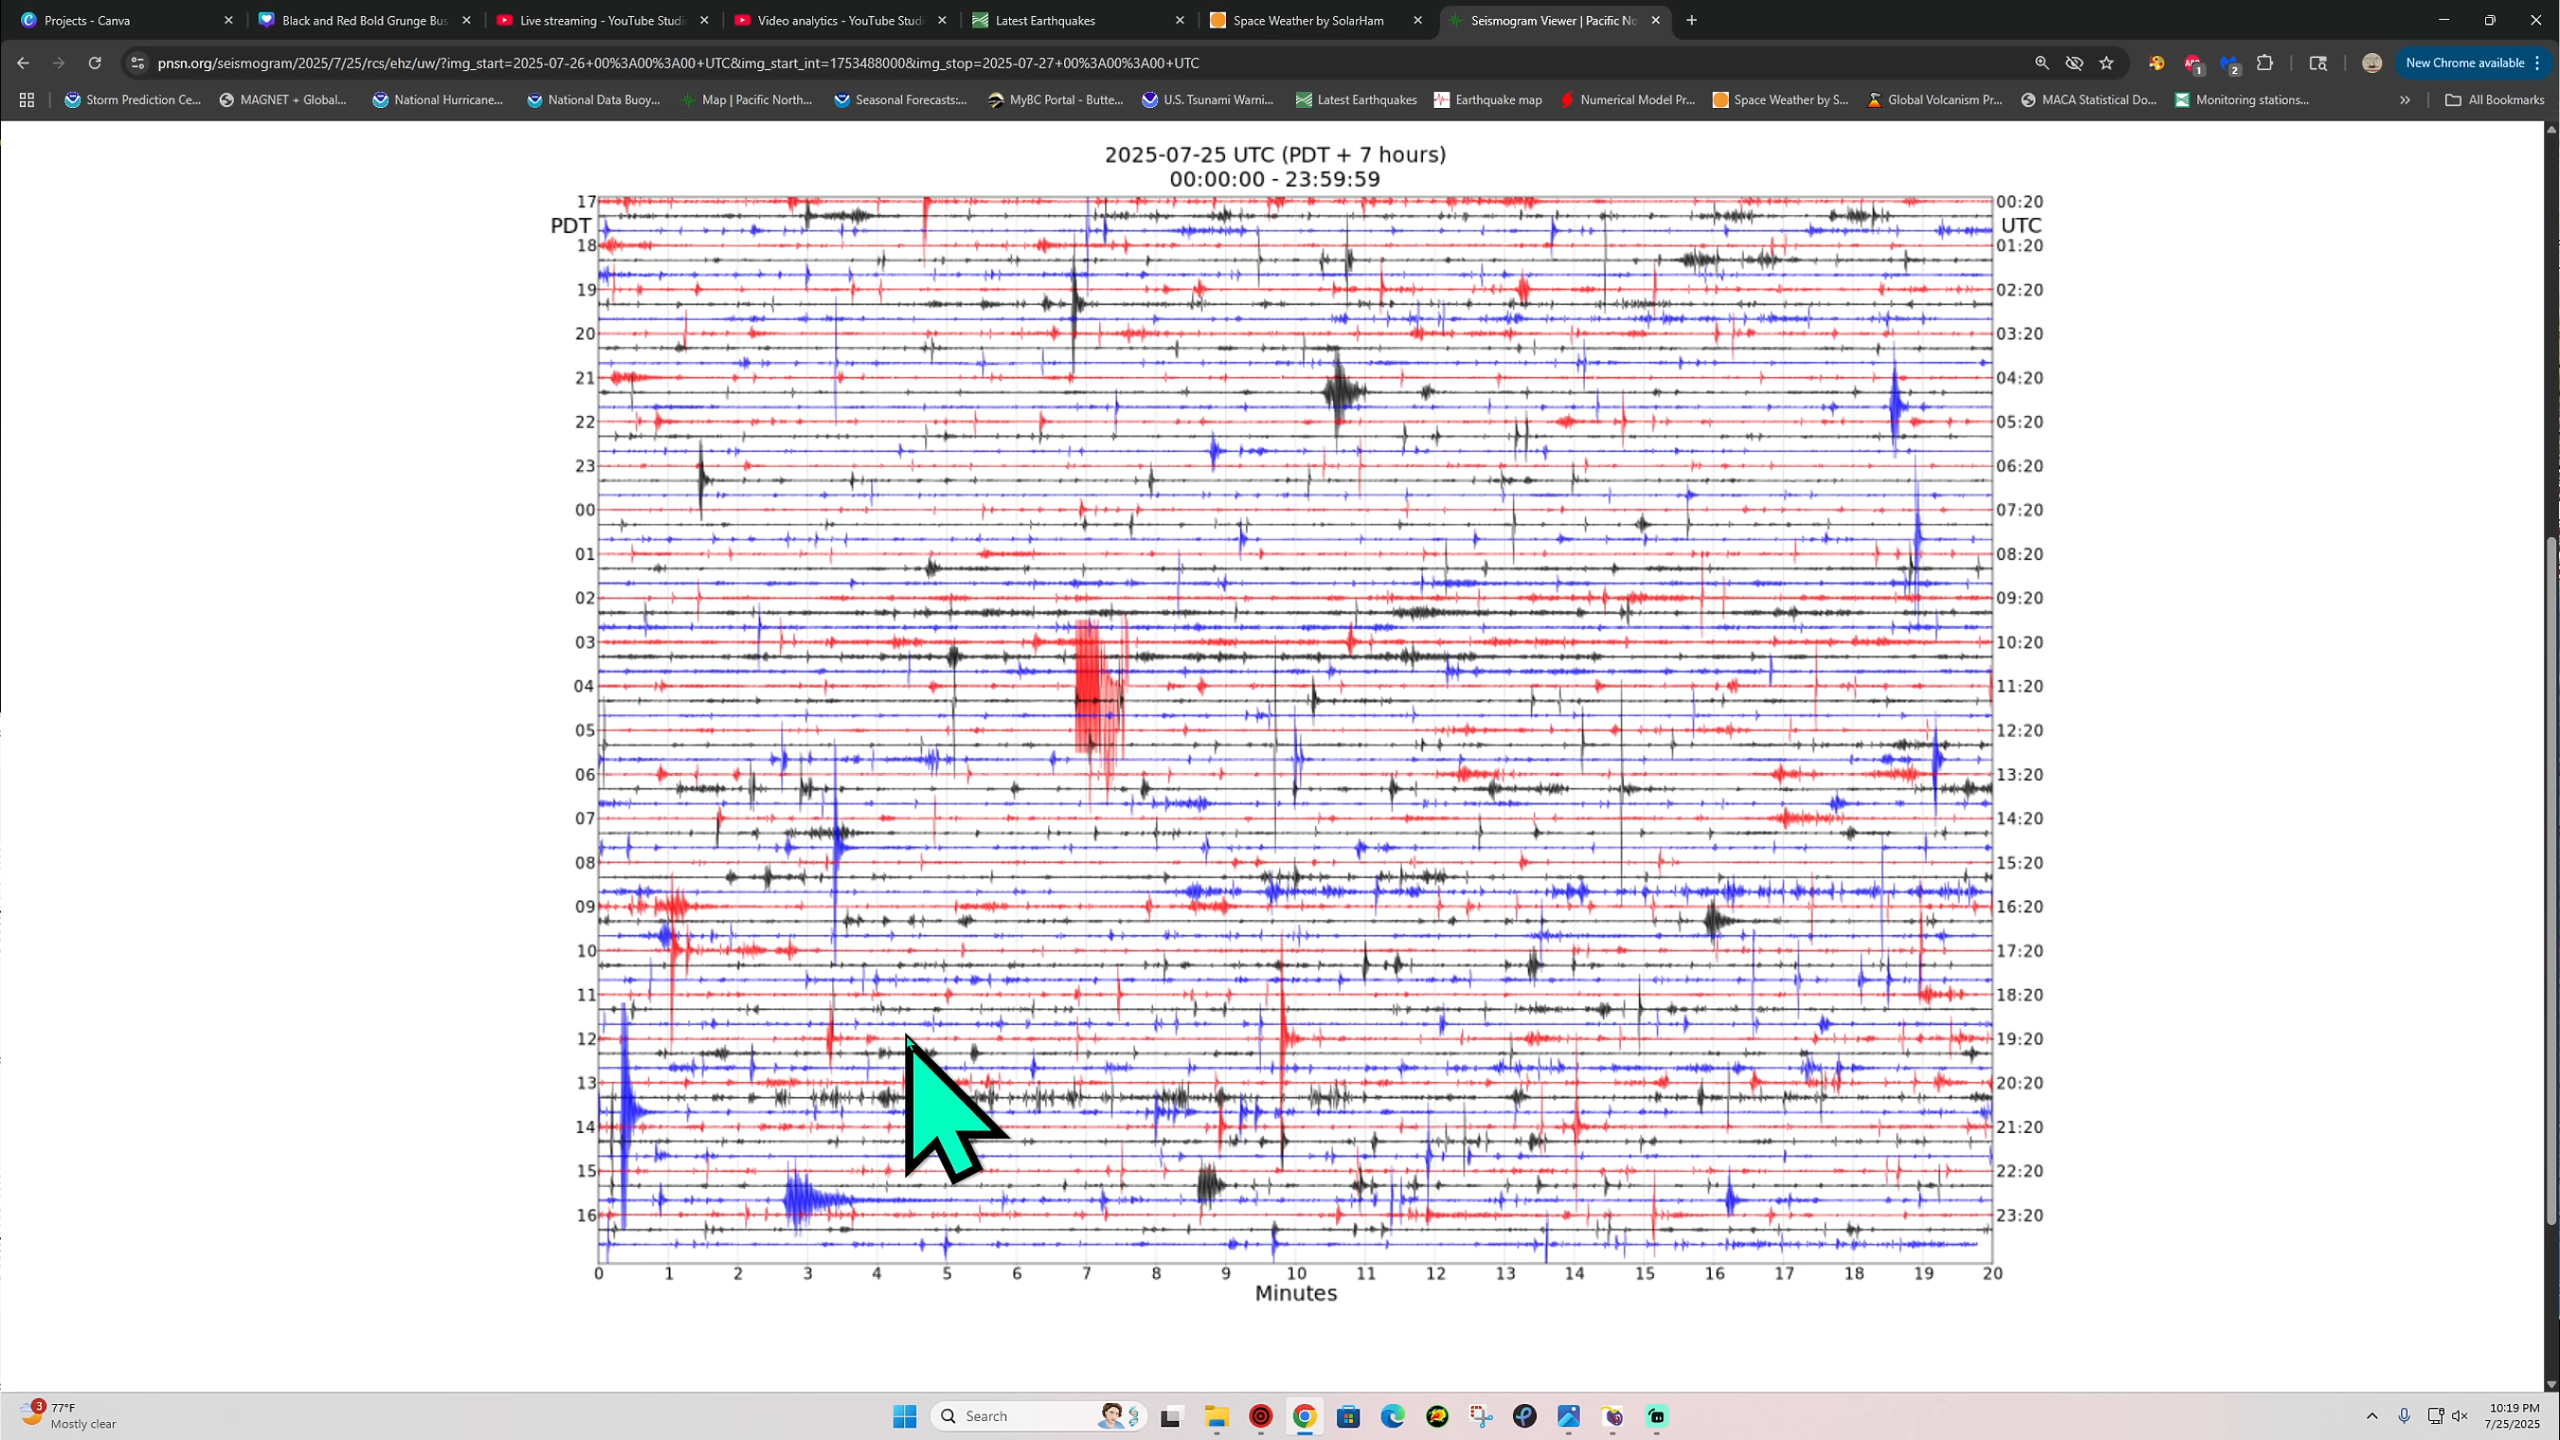 Projects - Canva
Black and Red Bold Grunge Bus
Live streaming - YouTube Studi
Video analytics - YouTube Studi
Latest Earthquakes
Space Weather by SolarHam
Seismogram Viewer | Pacific No
pnsn.org/seismogram/2025/7/25/rcs/ehz/uw/?img_start=2025-07-26+00%3A00%3A00+UTC&img_start_int=1753488000&img_stop=2025-07-27+00%3A00%3A00+UTC
1
2
New Chrome available
Storm Prediction Ce...
MAGNET + Global...
National Hurricane...
National Data Buoy...
Map | Pacific North...
Seasonal Forecasts:...
MyBC Portal - Butte...
U.S. Tsunami Warni...
Latest Earthquakes
Earthquake map
Numerical Model Pr...
Space Weather by S...
Global Volcanism Pr...
MACA Statistical Do...
Monitoring stations...
All Bookmarks
2025-07-25 UTC (PDT + 7 hours)
00:00:00 - 23:59:59
17 00:20
PDT UTC
18 01:20
19 02:20
20 03:20
21 04:20
22 05:20
23 06:20
00 07:20
01 08:20
02 09:20
03 10:20
04 11:20
05 12:20
06 13:20
07 14:20
08 15:20
09 16:20
10 17:20
11 18:20
12 19:20
13 20:20
14 21:20
15 22:20
16 23:20
0 1 2 3 4 5 6 7 8 9 10 11 12 13 14 15 16 17 18 19 20
Minutes
3
77°F
Mostly clear
Search
10:19 PM
7/25/2025